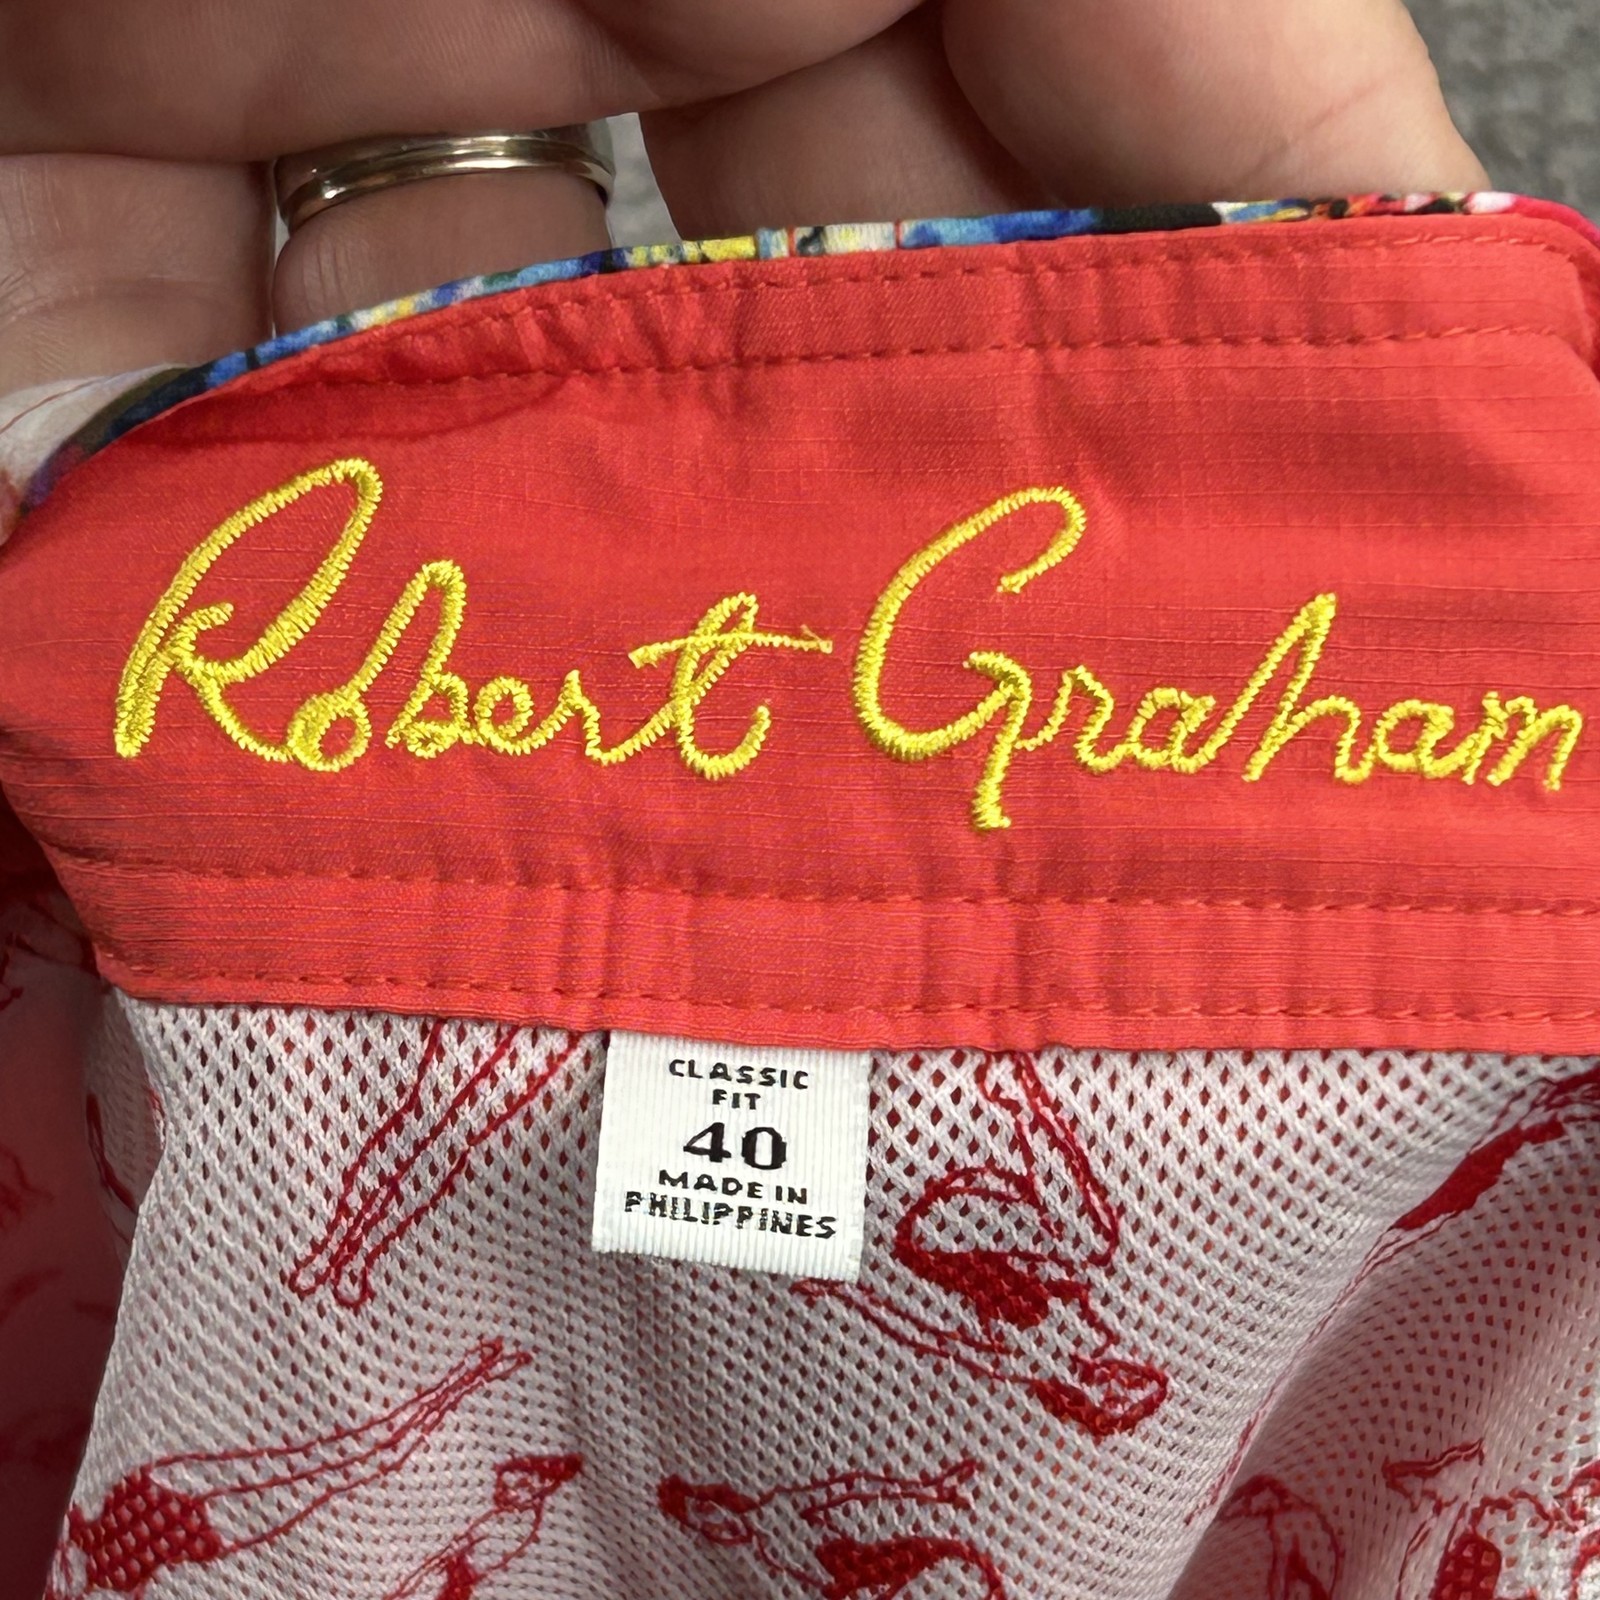 Robert Graham
CLASSIC
FIT
40
MADE IN
PHILIPPINES